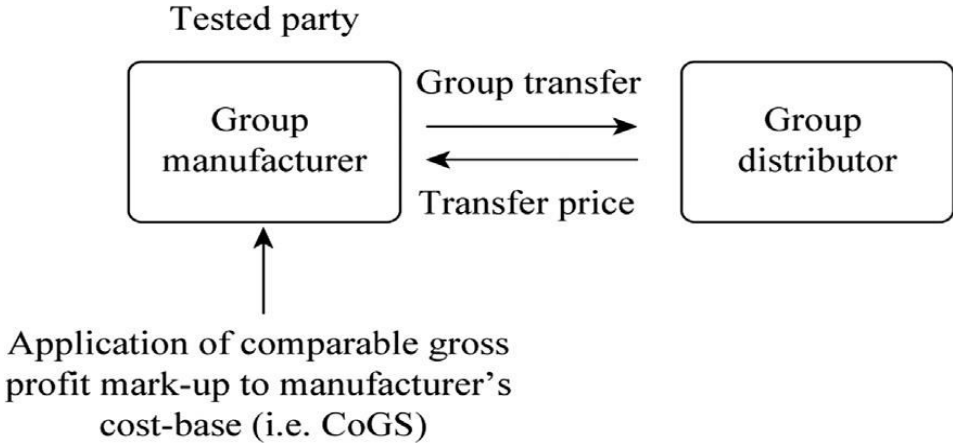 Tested party
Group
manufacturer
Group transfer
Transfer price
Group
distributor
Application of comparable gross
profit mark-up to manufacturer's
cost-base (i.e. CoGS)